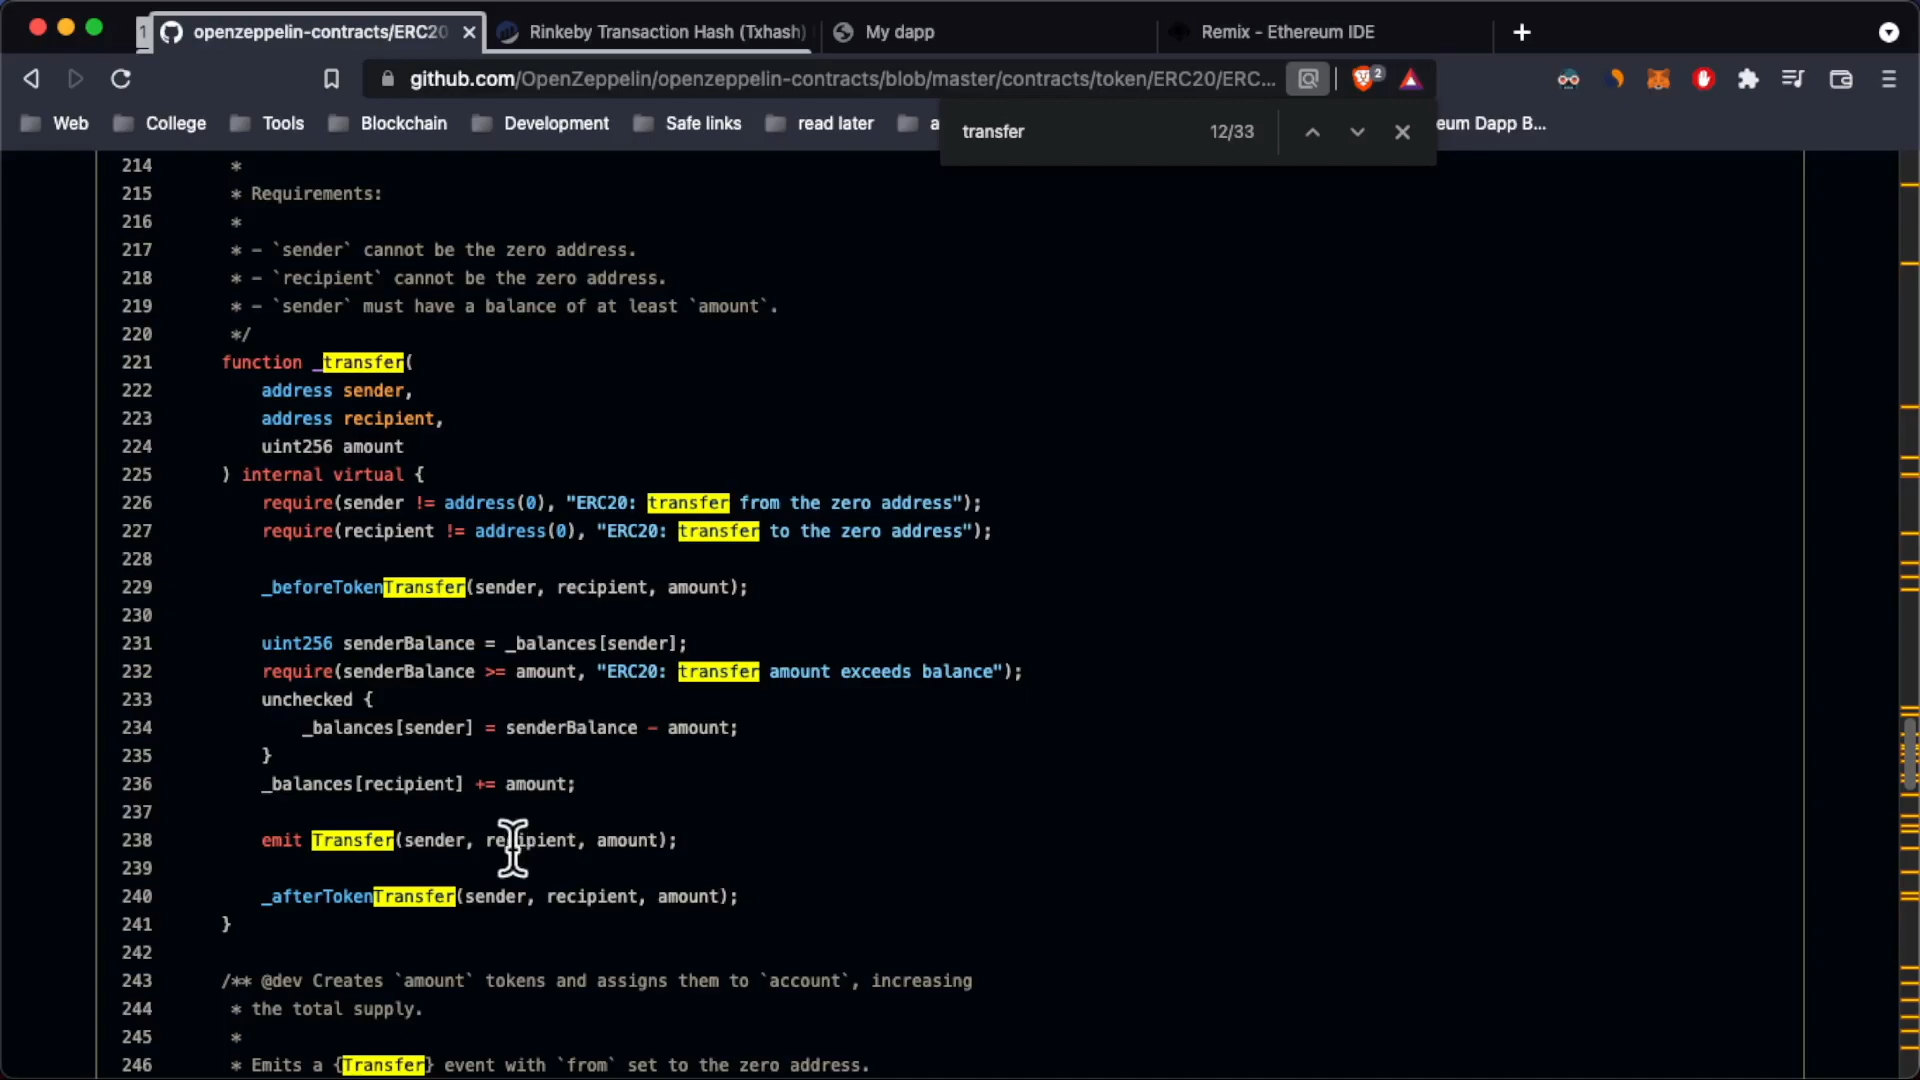 1 openzeppelin-contracts/ERC20 Rinkeby Transaction Hash (Txhash) My dapp Remix - Ethereum IDE
github.com/OpenZeppelin/openzeppelin-contracts/blob/master/contracts/token/ERC20/ERC... 2
Web College Tools Blockchain Development Safe links read later a eum Dapp B...
transfer 12/33
214 *
215 * Requirements:
216 *
217 * - `sender` cannot be the zero address.
218 * - `recipient` cannot be the zero address.
219 * - `sender` must have a balance of at least `amount`.
220 */
221 function _transfer(
222 address sender,
223 address recipient,
224 uint256 amount
225 ) internal virtual {
226 require(sender != address(0), "ERC20: transfer from the zero address");
227 require(recipient != address(0), "ERC20: transfer to the zero address");
228
229 _beforeTokenTransfer(sender, recipient, amount);
230
231 uint256 senderBalance = _balances[sender];
232 require(senderBalance >= amount, "ERC20: transfer amount exceeds balance");
233 unchecked {
234 _balances[sender] = senderBalance - amount;
235 }
236 _balances[recipient] += amount;
237
238 emit Transfer(sender, recipient, amount);
239
240 _afterTokenTransfer(sender, recipient, amount);
241 }
242
243 /** @dev Creates `amount` tokens and assigns them to `account`, increasing
244 * the total supply.
245 *
246 * Emits a {Transfer} event with `from` set to the zero address.